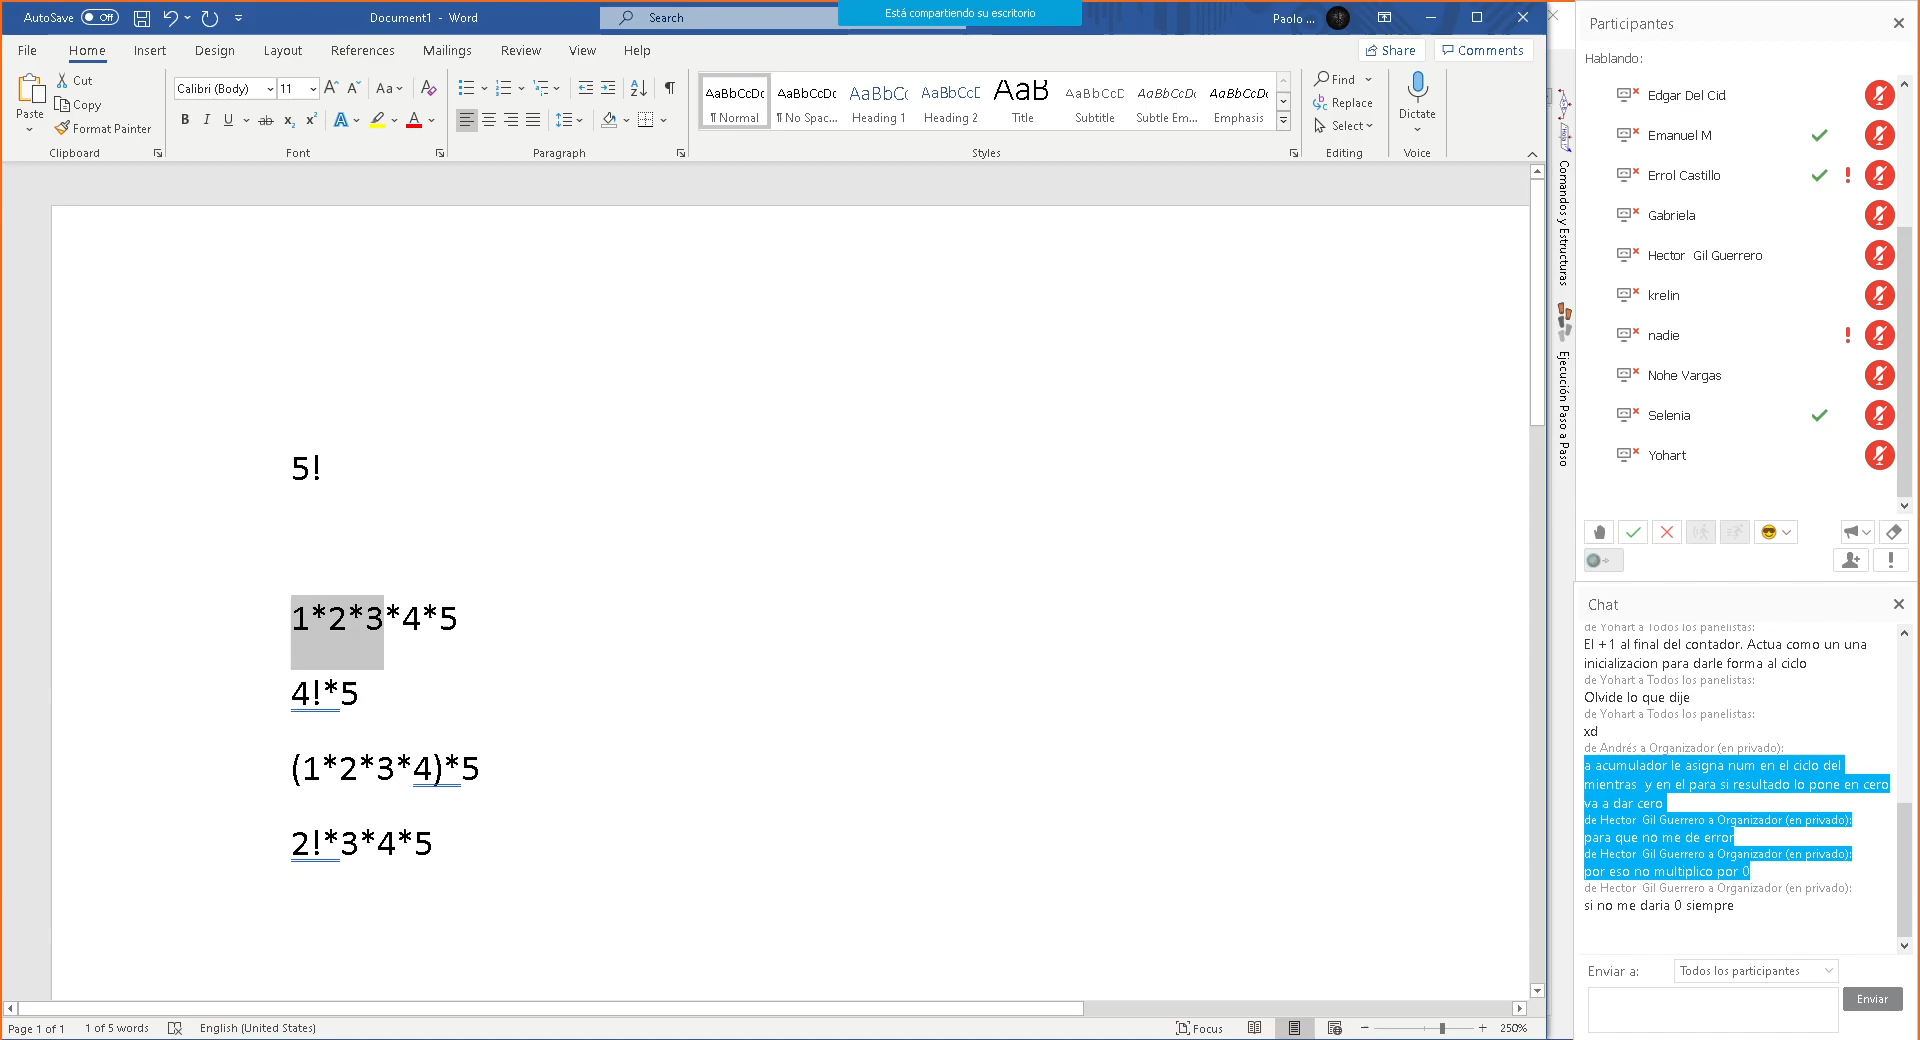 AutoSave Off
Document1 - Word
Search
Está compartiendo su escritorio
Paolo ...
File Home Insert Design Layout References Mailings Review View Help
Share Comments
Paste
Cut
Copy
Format Painter
Clipboard
Calibri (Body) 11
Font
Paragraph
AaBbCcDc AaBbCcDc AaBbCc AaBbCcD AaB AaBbCcD AaBbCcDc AaBbCcDc
¶ Normal ¶ No Spac... Heading 1 Heading 2 Title Subtitle Subtle Em... Emphasis
Styles
Find
Replace
Select
Editing
Dictate
Voice
5!
1*2*3*4*5
4!*5
(1*2*3*4)*5
2!*3*4*5
Page 1 of 1 1 of 5 words English (United States)
Focus
250%
Comandos y Estructuras
Ejecución Paso a Paso
Participantes
Hablando:
Edgar Del Cid
Emanuel M
Errol Castillo
Gabriela
Hector Gil Guerrero
krelin
nadie
Nohe Vargas
Selenia
Yohart
Chat
de Yohart a Todos los panelistas:
El +1 al final del contador. Actua como un una
inicializacion para darle forma al ciclo
de Yohart a Todos los panelistas:
Olvide lo que dije
de Yohart a Todos los panelistas:
xd
de Andrés a Organizador (en privado):
a acumulador le asigna num en el ciclo del
mientras y en el para si resultado lo pone en cero
va a dar cero
de Hector Gil Guerrero a Organizador (en privado):
para que no me de error
de Hector Gil Guerrero a Organizador (en privado):
por eso no multiplico por 0
de Hector Gil Guerrero a Organizador (en privado):
si no me daria 0 siempre
Enviar a: Todos los participantes
Enviar